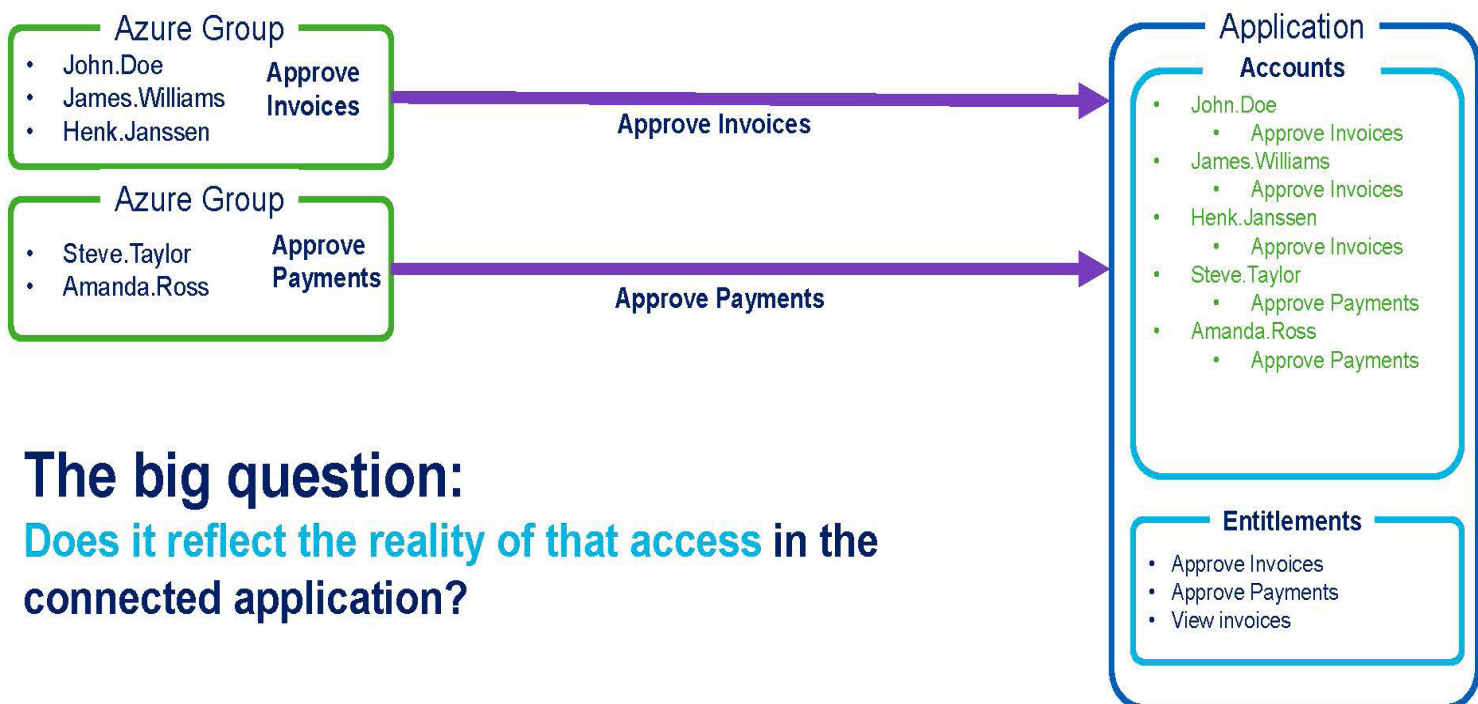 Azure Group
• John.Doe
• James.Williams
• Henk.Janssen
Approve
Invoices
Approve Invoices
Azure Group
• Steve.Taylor
• Amanda.Ross
Approve
Payments
Approve Payments
The big question:
Does it reflect the reality of that access in the
connected application?
Application
Accounts
• John.Doe
• Approve Invoices
• James.Williams
• Approve Invoices
• Henk.Janssen
• Approve Invoices
• Steve.Taylor
• Approve Payments
• Amanda.Ross
• Approve Payments
Entitlements
• Approve Invoices
• Approve Payments
• View invoices